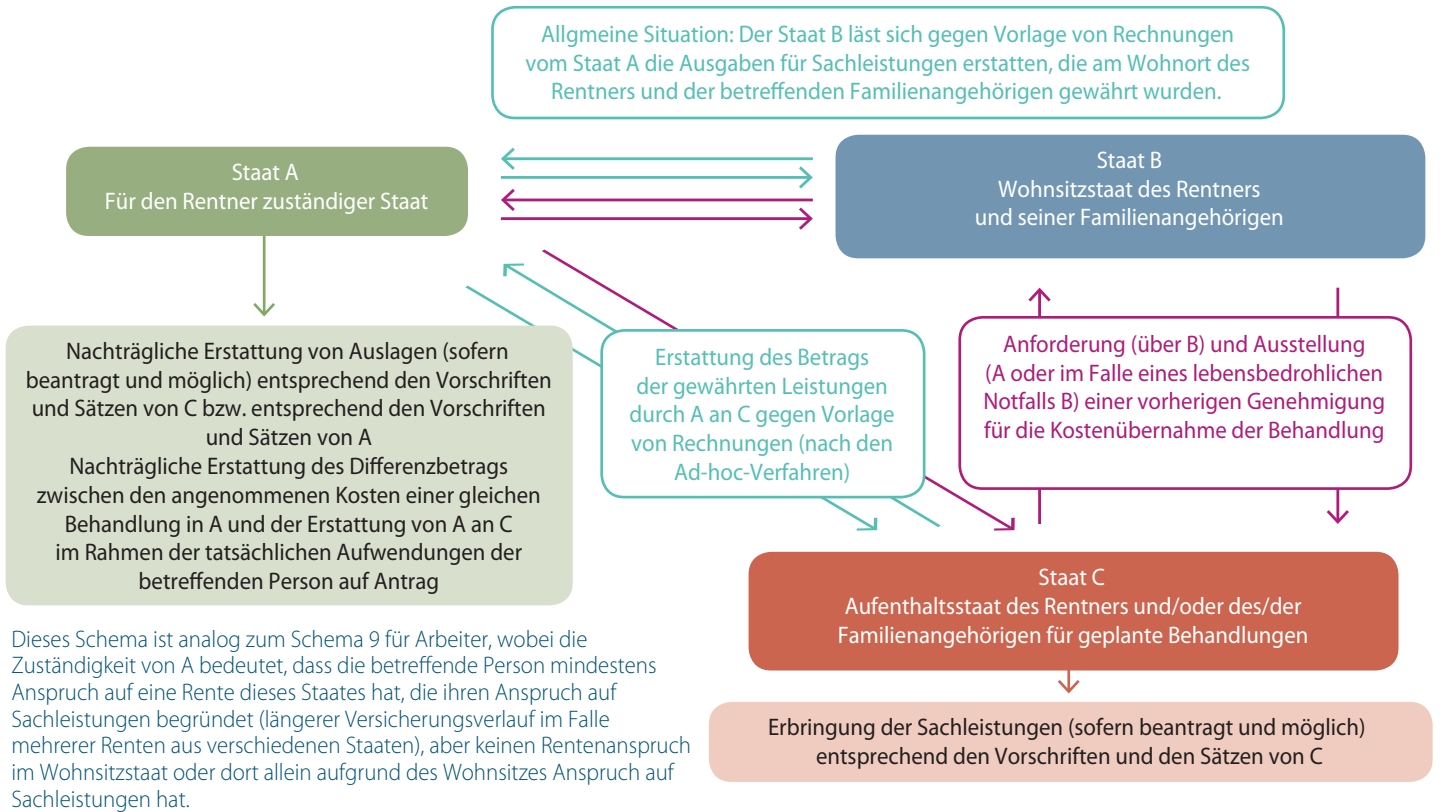 Allgmeine Situation: Der Staat B läst sich gegen Vorlage von Rechnungen
vom Staat A die Ausgaben für Sachleistungen erstatten, die am Wohnort des
Rentners und der betreffenden Familienangehörigen gewährt wurden.
Staat A
Für den Rentner zuständiger Staat
Staat B
Wohnsitzstaat des Rentners
und seiner Familienangehörigen
Nachträgliche Erstattung von Auslagen (sofern
beantragt und möglich) entsprechend den Vorschriften
und Sätzen von C bzw. entsprechend den Vorschriften
und Sätzen von A
Nachträgliche Erstattung des Differenzbetrags
zwischen den angenommenen Kosten einer gleichen
Behandlung in A und der Erstattung von A an C
im Rahmen der tatsächlichen Aufwendungen der
betreffenden Person auf Antrag
Erstattung des Betrags
der gewährten Leistungen
durch A an C gegen Vorlage
von Rechnungen (nach den
Ad-hoc-Verfahren)
Anforderung (über B) und Ausstellung
(A oder im Falle eines lebensbedrohlichen
Notfalls B) einer vorherigen Genehmigung
für die Kostenübernahme der Behandlung
Staat C
Aufenthaltsstaat des Rentners und/oder des/der
Familienangehörigen für geplante Behandlungen
Erbringung der Sachleistungen (sofern beantragt und möglich)
entsprechend den Vorschriften und den Sätzen von C
Dieses Schema ist analog zum Schema 9 für Arbeiter, wobei die
Zuständigkeit von A bedeutet, dass die betreffende Person mindestens
Anspruch auf eine Rente dieses Staates hat, die ihren Anspruch auf
Sachleistungen begründet (längerer Versicherungsverlauf im Falle
mehrerer Renten aus verschiedenen Staaten), aber keinen Rentenanspruch
im Wohnsitzstaat oder dort allein aufgrund des Wohnsitzes Anspruch auf
Sachleistungen hat.